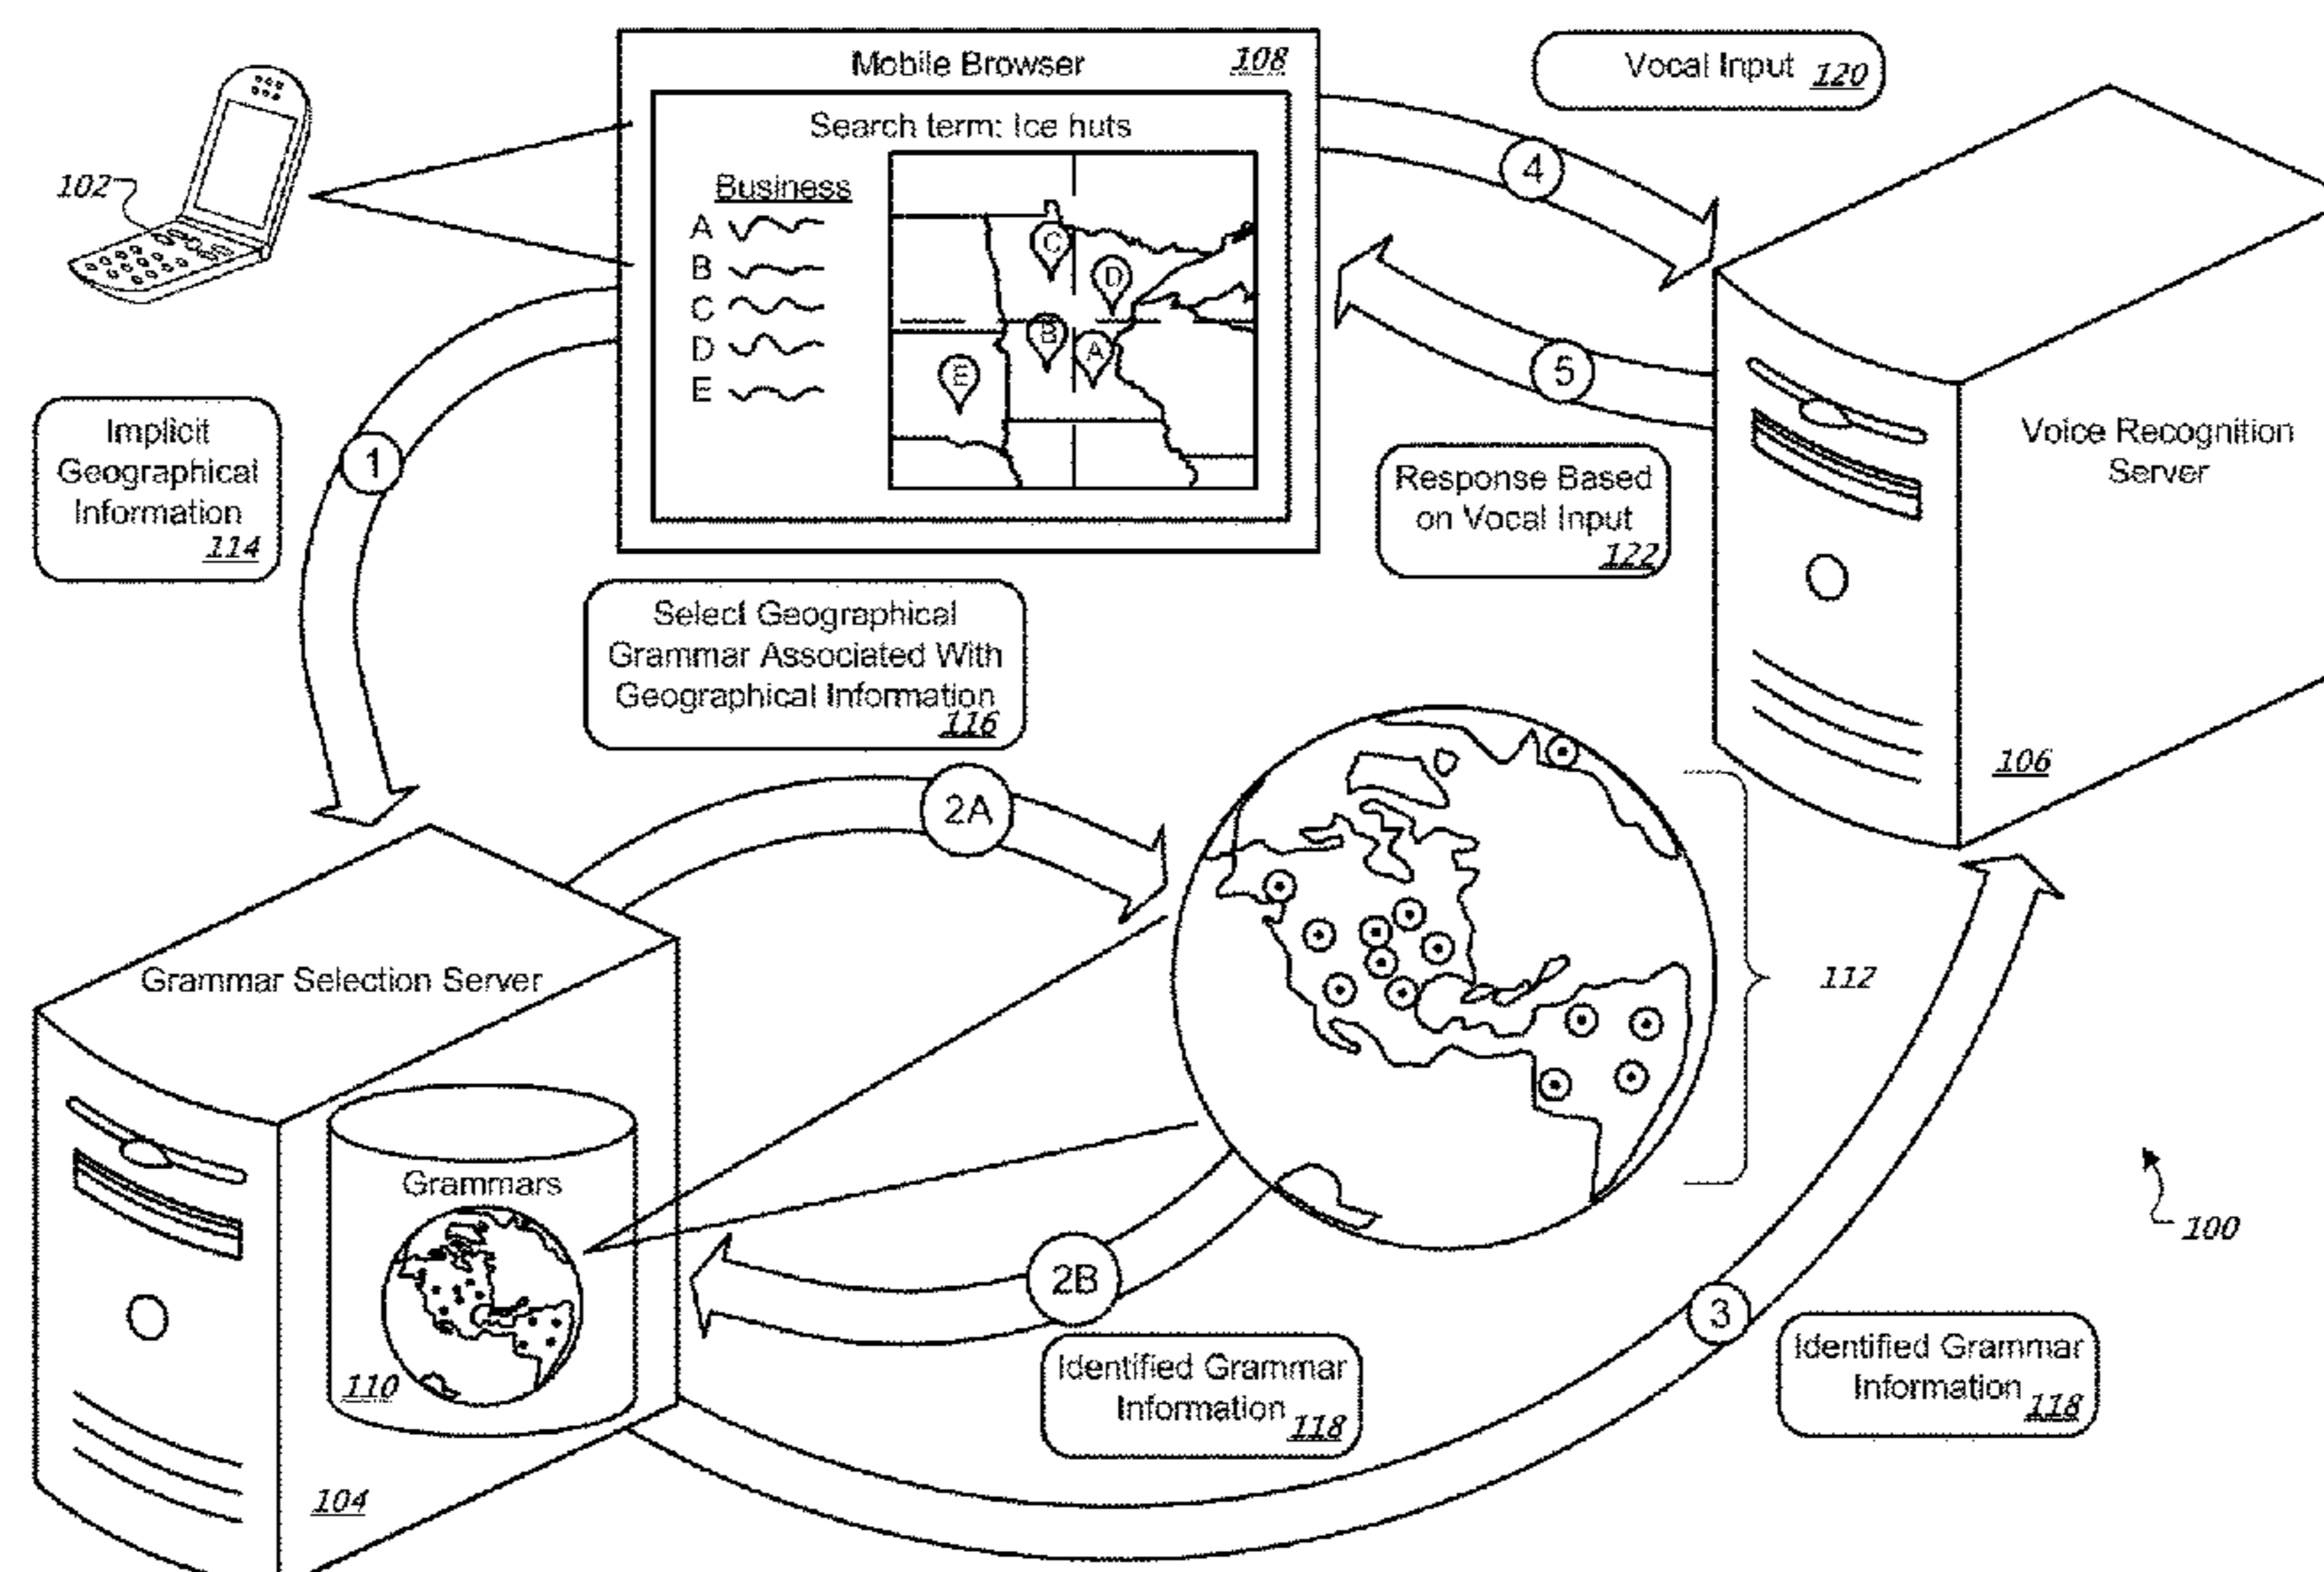 Mobile Browser 108
Search term: Ice huts
Business
A
B
C
D
E
C
D
B
A
E
102
Vocal Input 120
4
5
Response Based
on Vocal Input
122
Voice Recognition
Server
106
Implicit
Geographical
Information
114
1
Select Geographical
Grammar Associated With
Geographical Information
116
2A
112
Grammar Selection Server
Grammars
110
104
2B
Identified Grammar
Information 118
3
Identified Grammar
Information 118
100